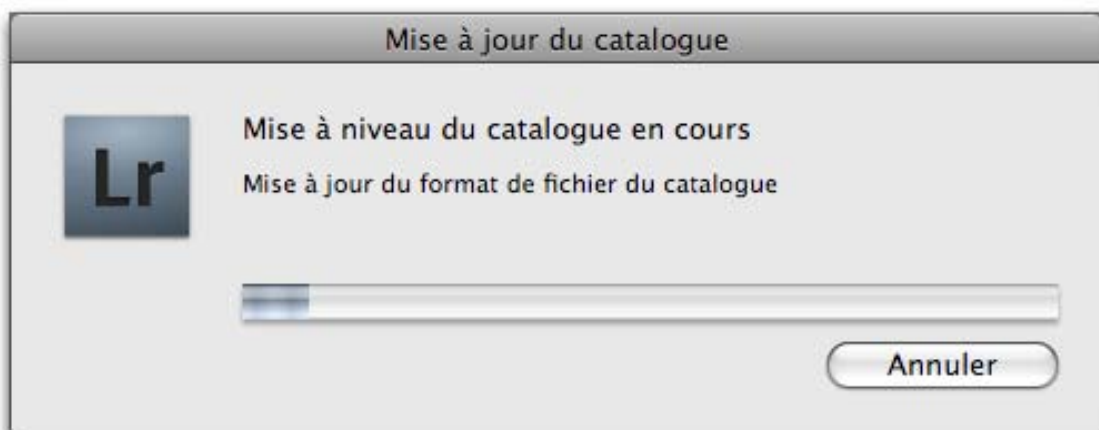 Mise à jour du catalogue
Mise à niveau du catalogue en cours
Lr
Mise à jour du format de fichier du catalogue
Annuler